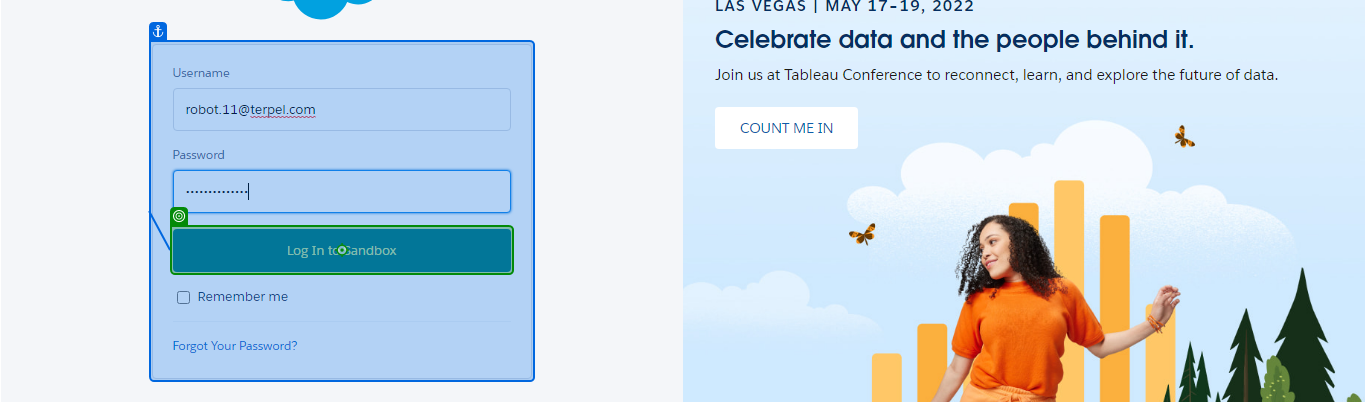 Username
robot.11@terpel.com
Password
Log In to Sandbox
Remember me
Forgot Your Password?
LAS VEGAS | MAY 17–19, 2022
Celebrate data and the people behind it.
Join us at Tableau Conference to reconnect, learn, and explore the future of data.
COUNT ME IN